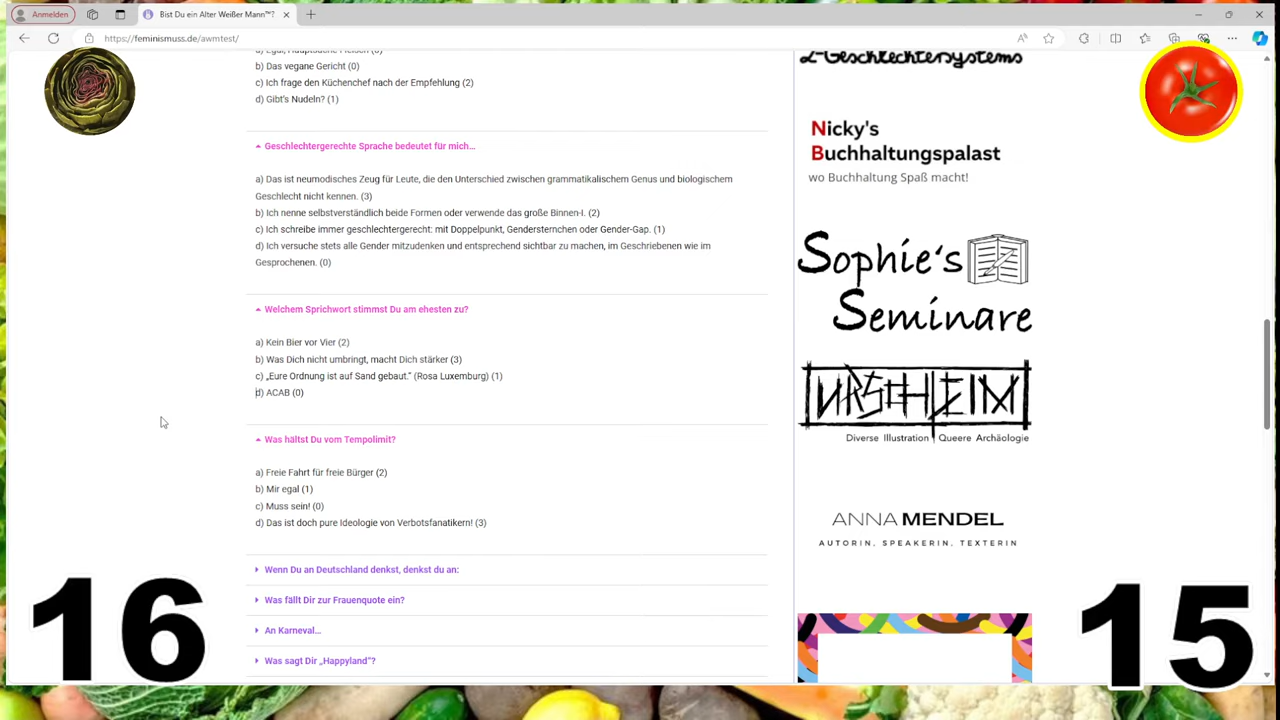 Anmelden
Bist Du ein Alter Weißer Mann™?
https://feminismuss.de/awmtest/
b) Das vegane Gericht (0)
c) Ich frage den Küchenchef nach der Empfehlung (2)
d) Gibt's Nudeln? (1)
Geschlechtergerechte Sprache bedeutet für mich…
a) Das ist neumodisches Zeug für Leute, die den Unterschied zwischen grammatikalischem Genus und biologischem
Geschlecht nicht kennen. (3)
b) Ich nenne selbstverständlich beide Formen oder verwende das große Binnen-I. (2)
c) Ich schreibe immer geschlechtergerecht: mit Doppelpunkt, Gendersternchen oder Gender-Gap. (1)
d) Ich versuche stets alle Gender mitzudenken und entsprechend sichtbar zu machen, im Geschriebenen wie im
Gesprochenen. (0)
Welchem Sprichwort stimmst Du am ehesten zu?
a) Kein Bier vor Vier (2)
b) Was Dich nicht umbringt, macht Dich stärker (3)
c) „Eure Ordnung ist auf Sand gebaut.“ (Rosa Luxemburg) (1)
d) ACAB (0)
Was hältst Du vom Tempolimit?
a) Freie Fahrt für freie Bürger (2)
b) Mir egal (1)
c) Muss sein! (0)
d) Das ist doch pure Ideologie von Verbotsfanatikern! (3)
Wenn Du an Deutschland denkst, denkst du an:
Was fällt Dir zur Frauenquote ein?
An Karneval…
Was sagt Dir „Happyland“?
2-Geschlechtersystems
Nicky's
Buchhaltungspalast
wo Buchhaltung Spaß macht!
Sophie's
Seminare
URSCHLEIM
Diverse Illustration Queere Archäologie
ANNA MENDEL
AUTORIN, SPEAKERIN, TEXTERIN
16
15